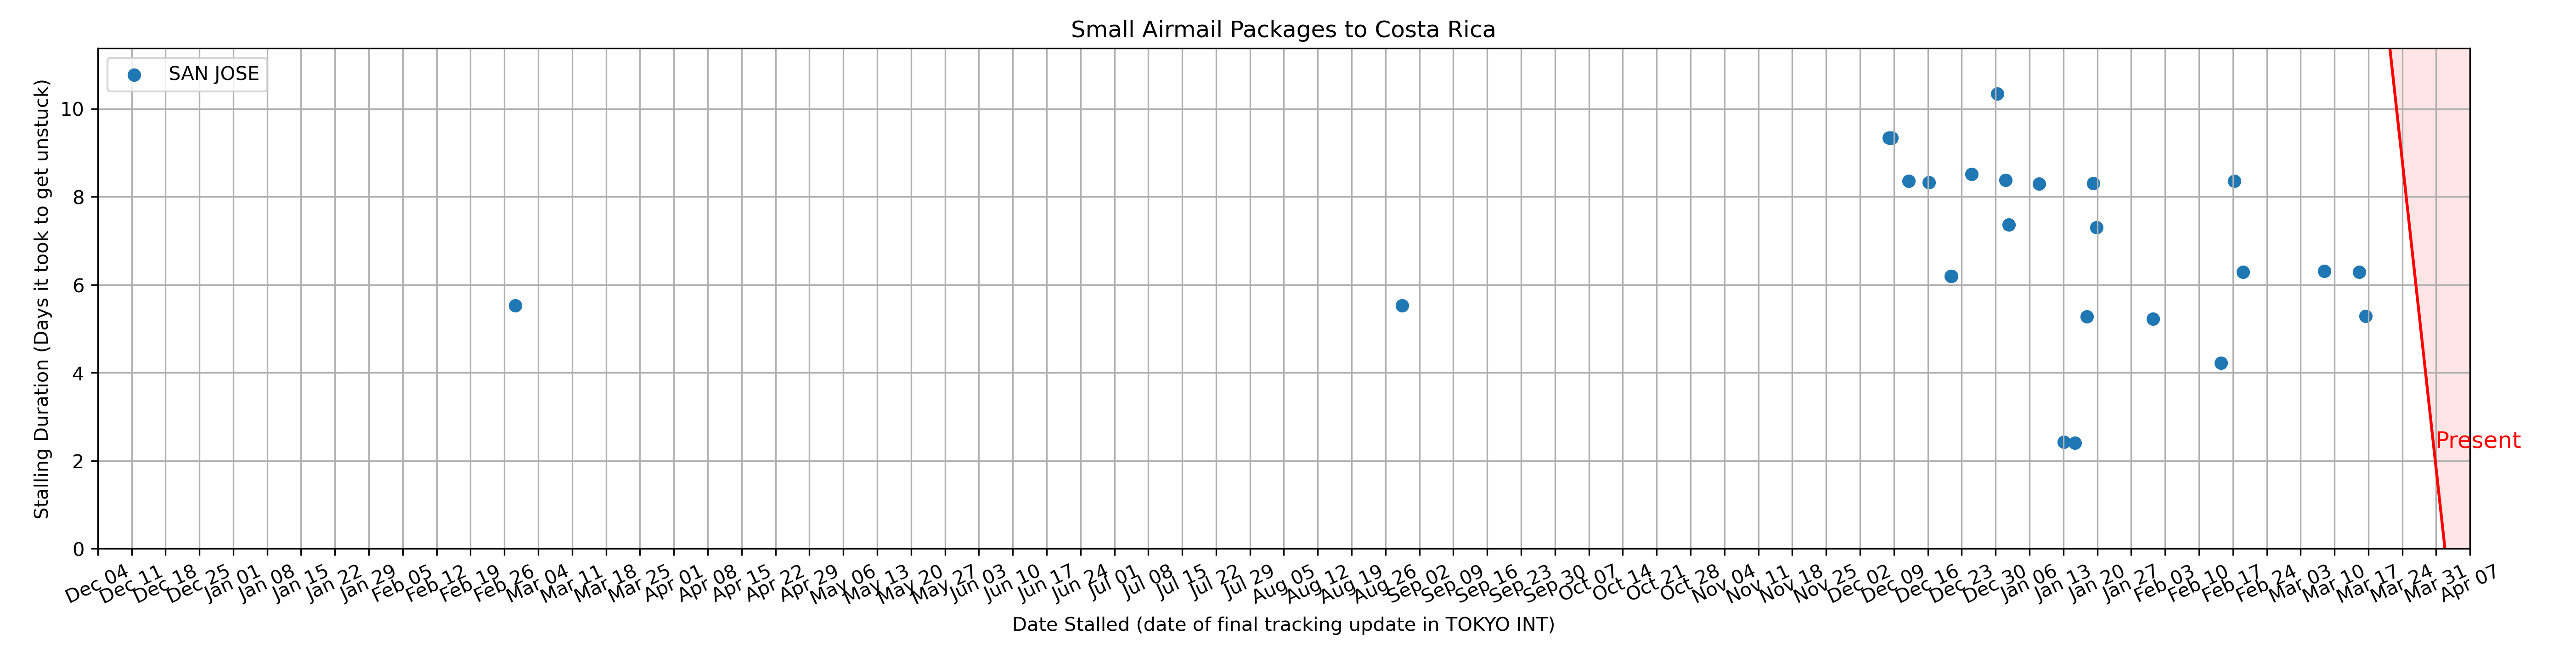 Small Airmail Packages to Costa Rica
SAN JOSE
Stalling Duration (Days it took to get unstuck)
10
8
6
4
2
0
Present
Dec 04
Dec 11
Dec 18
Dec 25
Jan 01
Jan 08
Jan 15
Jan 22
Jan 29
Feb 05
Feb 12
Feb 19
Feb 26
Mar 04
Mar 11
Mar 18
Mar 25
Apr 01
Apr 08
Apr 15
Apr 22
Apr 29
May 06
May 13
May 20
May 27
Jun 03
Jun 10
Jun 17
Jun 24
Jul 01
Jul 08
Jul 15
Jul 22
Jul 29
Aug 05
Aug 12
Aug 19
Aug 26
Sep 02
Sep 09
Sep 16
Sep 23
Sep 30
Oct 07
Oct 14
Oct 21
Oct 28
Nov 04
Nov 11
Nov 18
Nov 25
Dec 02
Dec 09
Dec 16
Dec 23
Dec 30
Jan 06
Jan 13
Jan 20
Jan 27
Feb 03
Feb 10
Feb 17
Feb 24
Mar 03
Mar 10
Mar 17
Mar 24
Mar 31
Apr 07
Date Stalled (date of final tracking update in TOKYO INT)